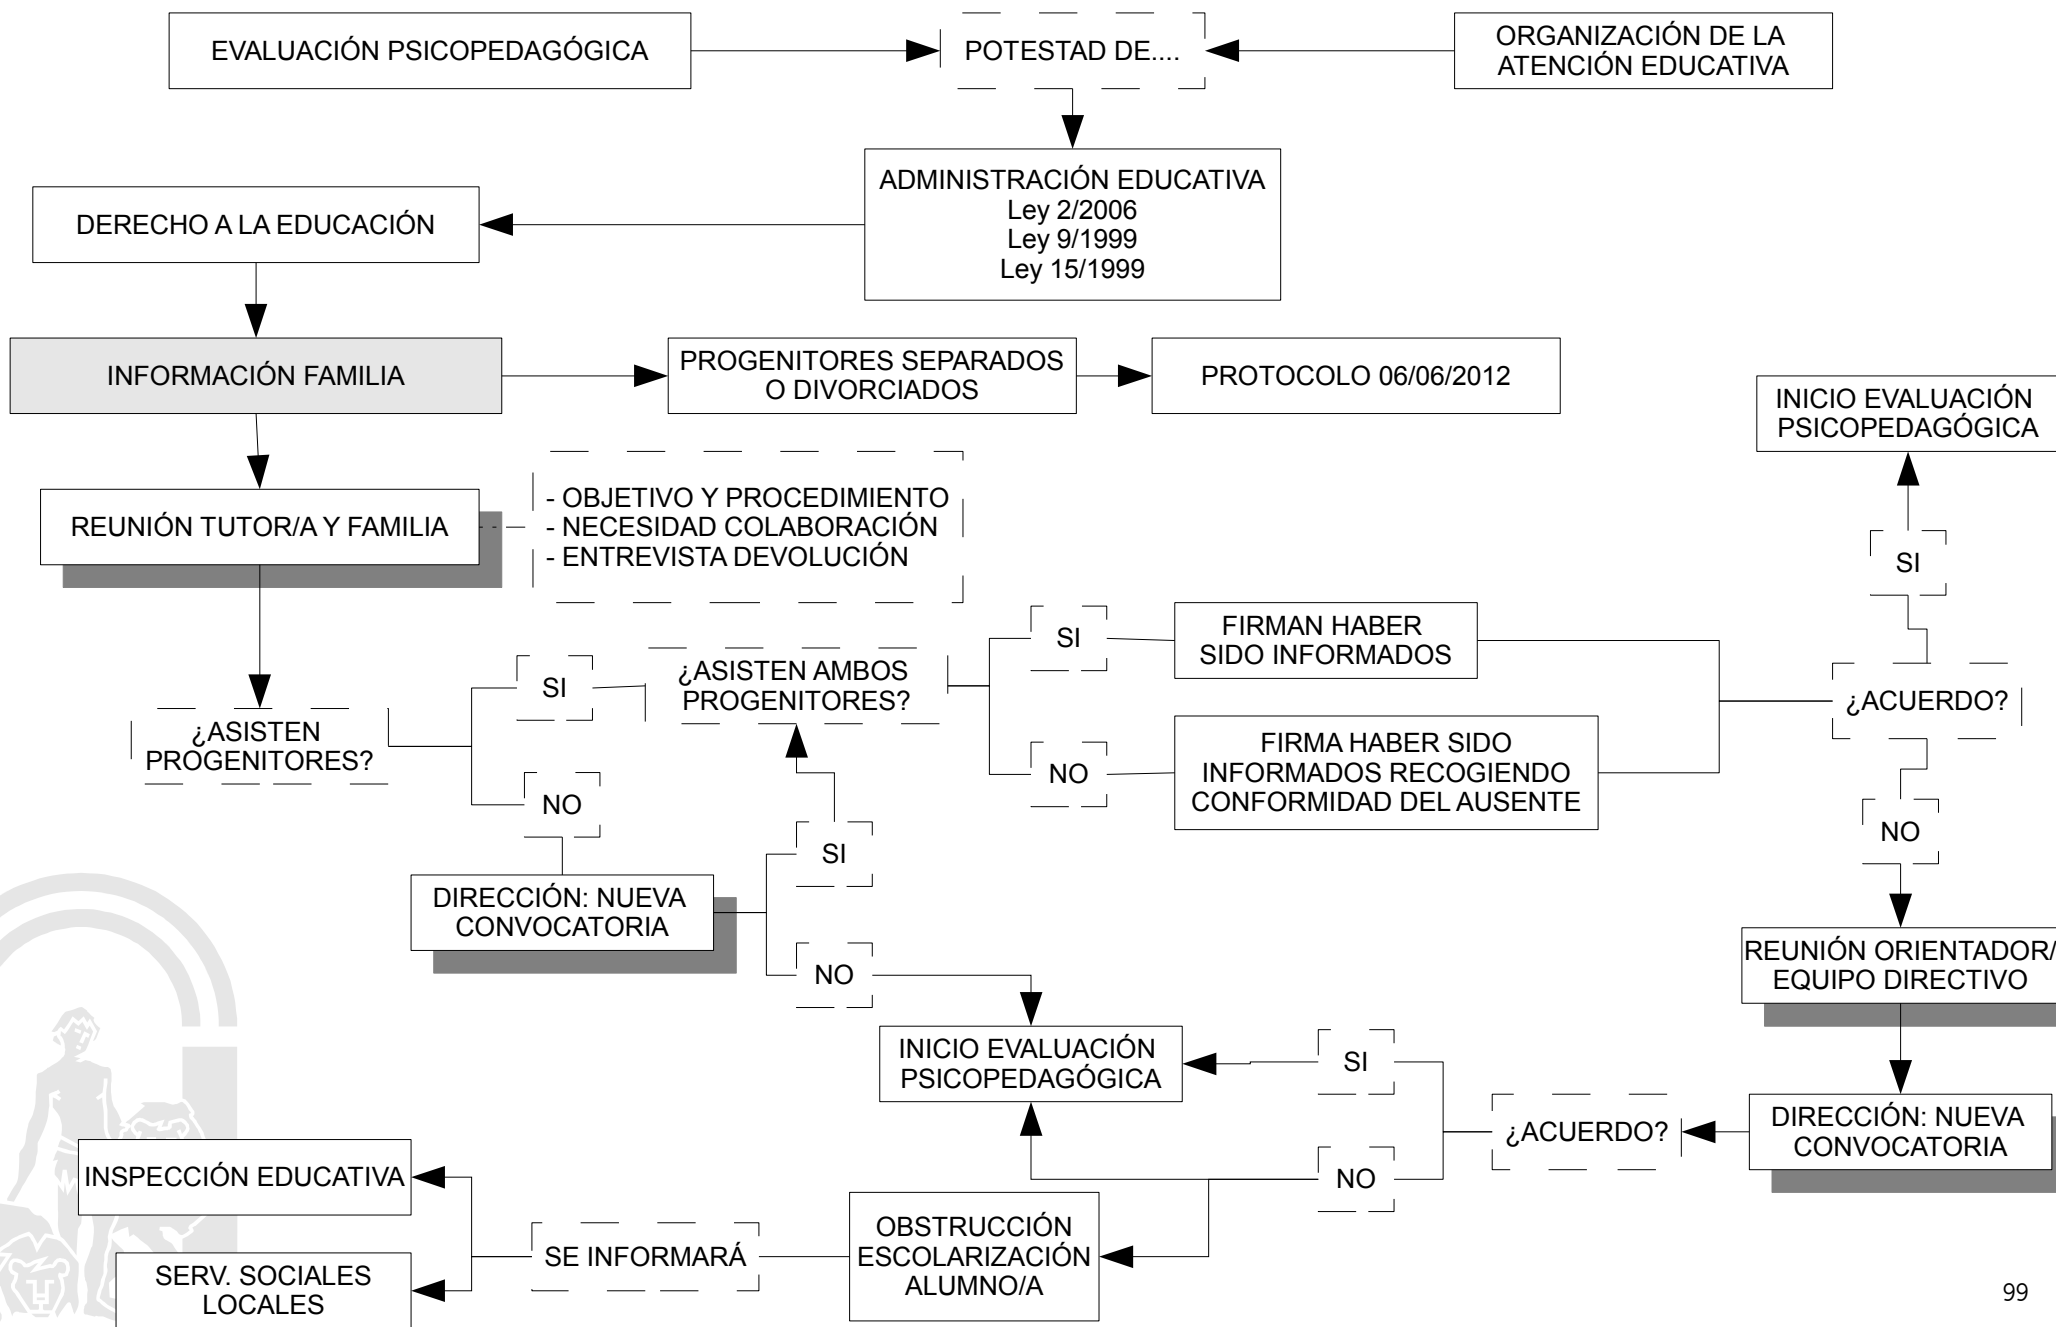 EVALUACIÓN PSICOPEDAGÓGICA
POTESTAD DE....
ORGANIZACIÓN DE LA
ATENCIÓN EDUCATIVA
ADMINISTRACIÓN EDUCATIVA
Ley 2/2006
Ley 9/1999
Ley 15/1999
DERECHO A LA EDUCACIÓN
INFORMACIÓN FAMILIA
PROGENITORES SEPARADOS
O DIVORCIADOS
PROTOCOLO 06/06/2012
INICIO EVALUACIÓN
PSICOPEDAGÓGICA
REUNIÓN TUTOR/A Y FAMILIA
- OBJETIVO Y PROCEDIMIENTO
- NECESIDAD COLABORACIÓN
- ENTREVISTA DEVOLUCIÓN
SI
¿ASISTEN
PROGENITORES?
SI
NO
¿ASISTEN AMBOS
PROGENITORES?
SI
FIRMAN HABER
SIDO INFORMADOS
NO
FIRMA HABER SIDO
INFORMADOS RECOGIENDO
CONFORMIDAD DEL AUSENTE
¿ACUERDO?
NO
DIRECCIÓN: NUEVA
CONVOCATORIA
SI
NO
REUNIÓN ORIENTADOR/
EQUIPO DIRECTIVO
INICIO EVALUACIÓN
PSICOPEDAGÓGICA
SI
NO
¿ACUERDO?
DIRECCIÓN: NUEVA
CONVOCATORIA
INSPECCIÓN EDUCATIVA
SERV. SOCIALES
LOCALES
SE INFORMARÁ
OBSTRUCCIÓN
ESCOLARIZACIÓN
ALUMNO/A
99